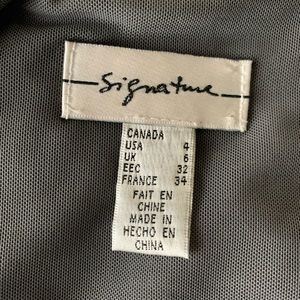 Signature
CANADA
USA 4
UK 6
EEC 32
FRANCE 34
FAIT EN
CHINE
MADE IN
HECHO EN
CHINA